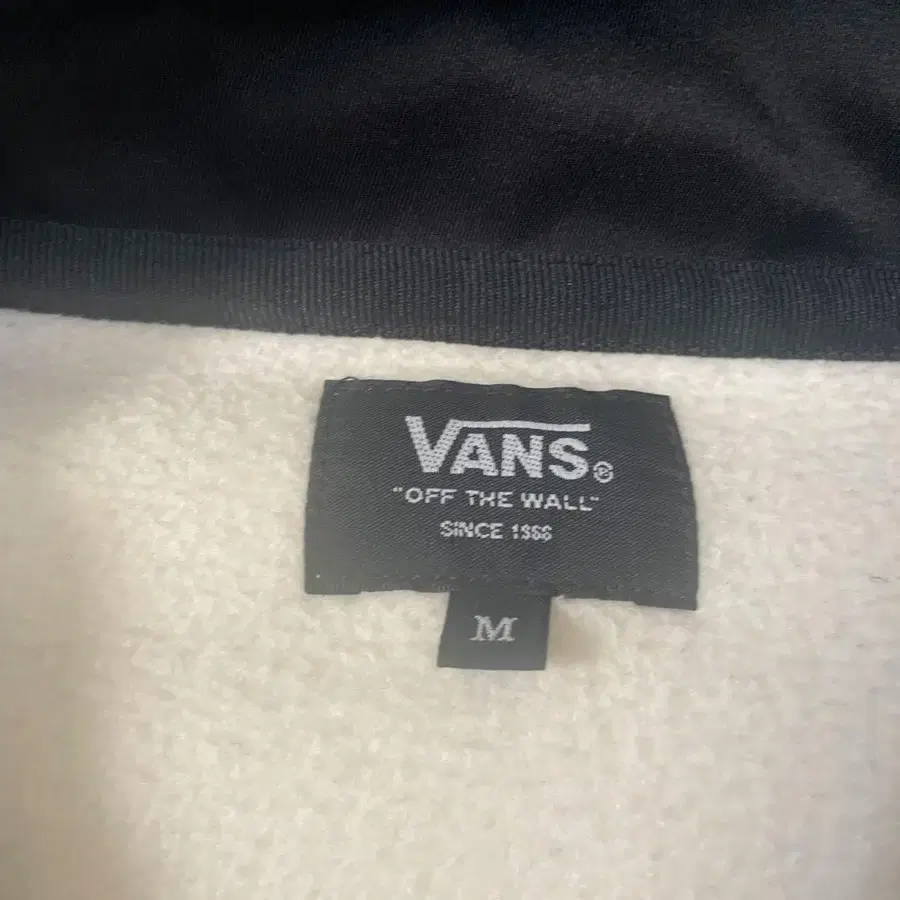 VANS®
"OFF THE WALL"
SINCE 1966
M